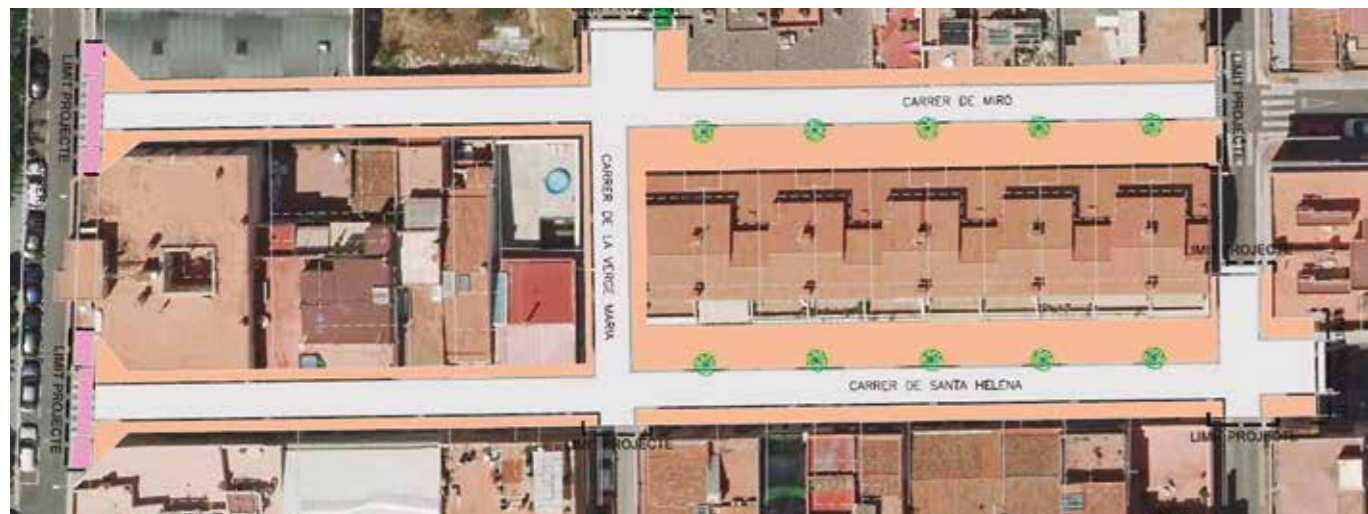 LIMIT PROJECTE
LIMIT PROJECTE
CARRER DE MIRÓ
CARRER DE LA VERGE MARIA
LIMIT PROJECTE
LIMIT PROJECTE
CARRER DE SANTA HELENA
LIMIT PROJECTE
LIMIT PROJECTE